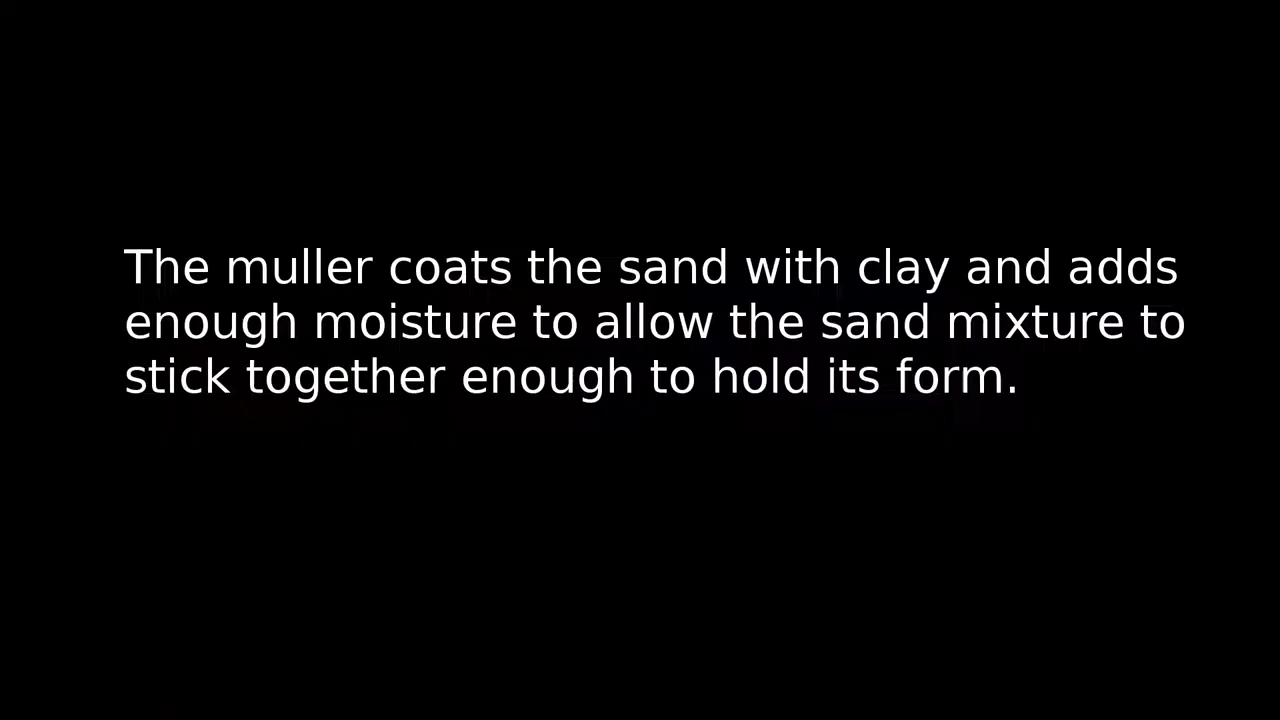 The muller coats the sand with clay and adds
enough moisture to allow the sand mixture to
stick together enough to hold its form.